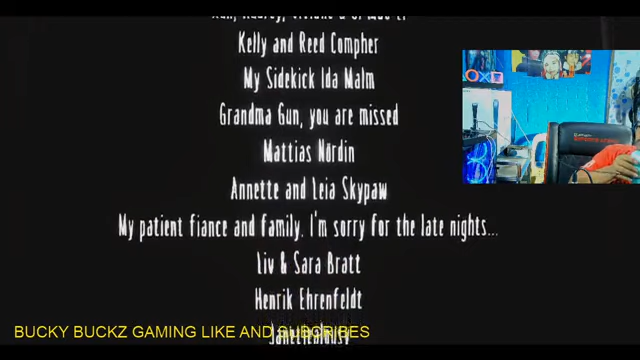 Kelly and Reed Compher
My Sidekick Ida Malm
Grandma Gun, you are missed
Mattias Nordin
Annette and Leia Skypaw
My patient fiance and family. I'm sorry for the late nights...
Liv & Sara Bratt
Henrik Ehrenfeldt
BUCKY BUCKZ GAMING LIKE AND SUBCRIBES